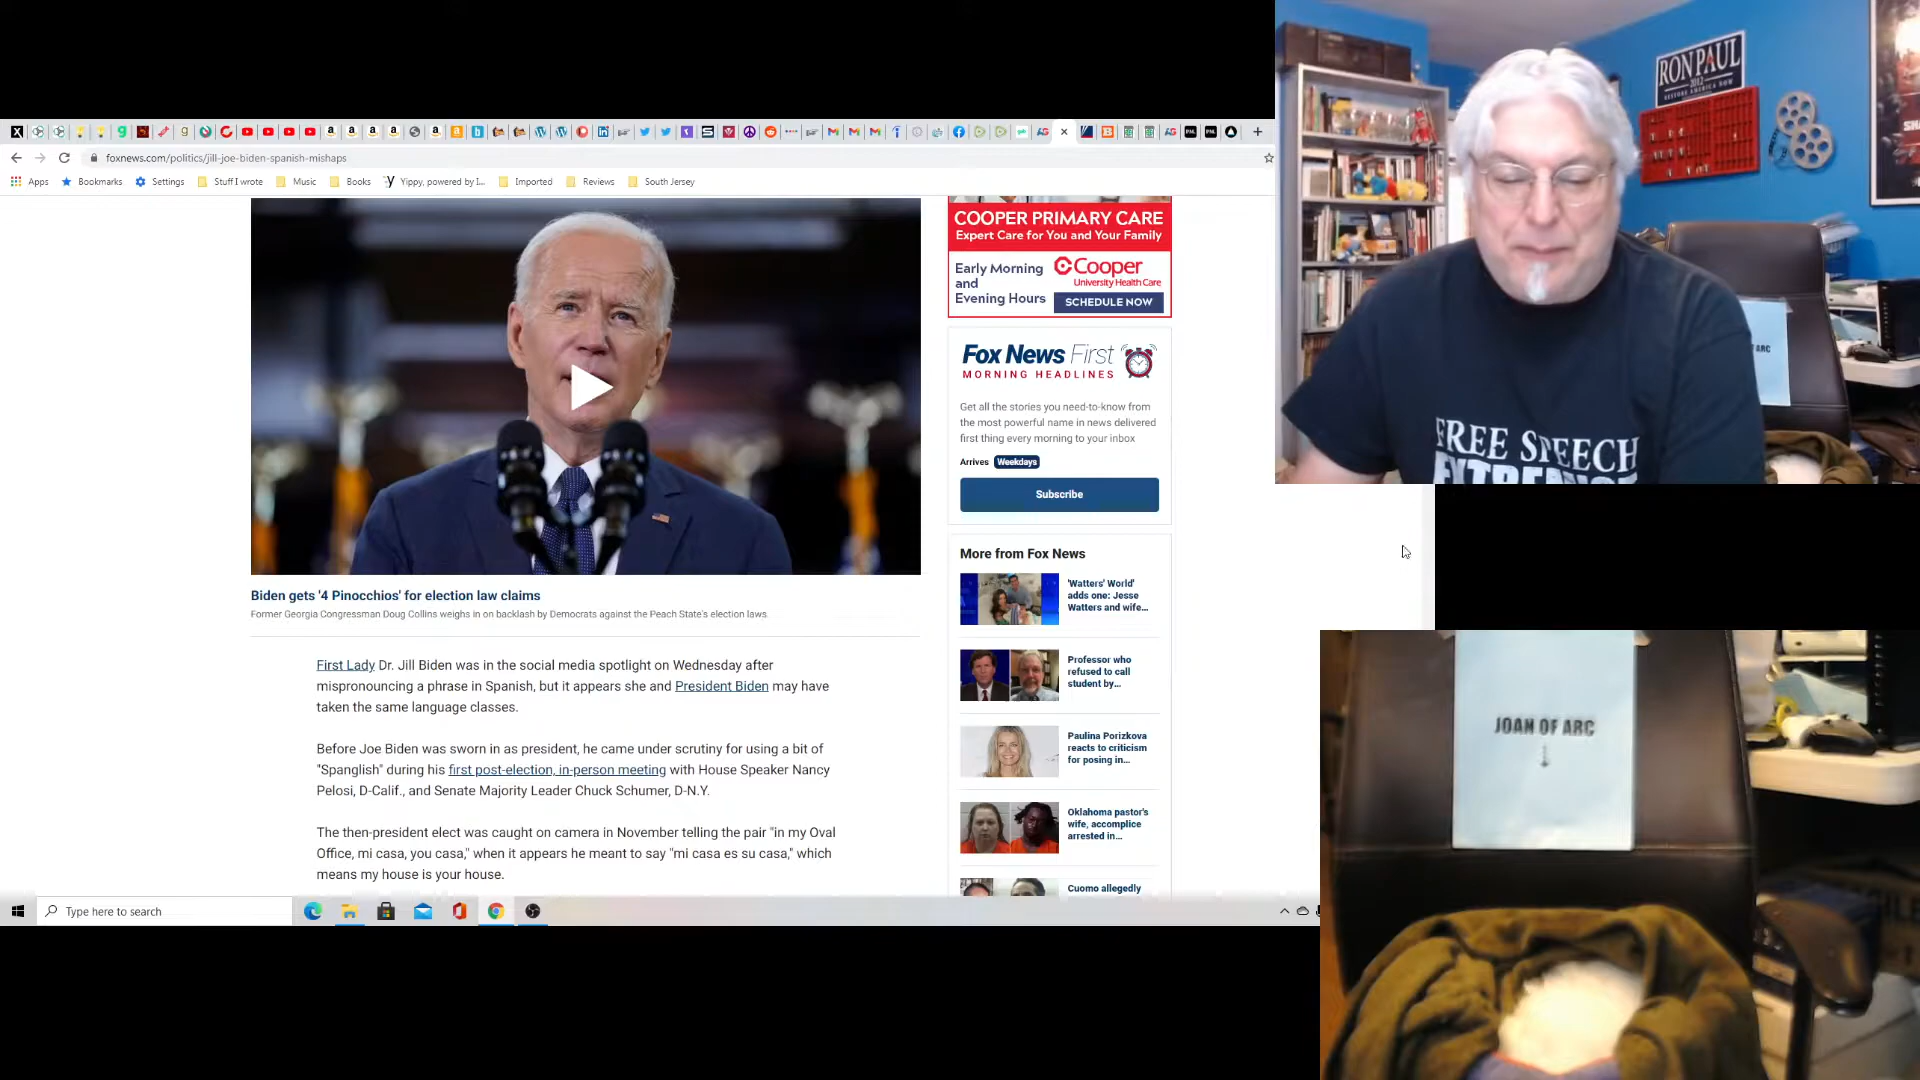 foxnews.com/politics/jill-joe-biden-spanish-mishaps
Apps Bookmarks Settings Stuff I wrote Music Books Yippy, powered by I... Imported Reviews South Jersey
COOPER PRIMARY CARE
Expert Care for You and Your Family
Early Morning
and
Evening Hours
Cooper
University Health Care
SCHEDULE NOW
Fox News First
MORNING HEADLINES
Get all the stories you need-to-know from
the most powerful name in news delivered
first thing every morning to your inbox
Arrives Weekdays
Subscribe
More from Fox News
'Watters' World'
adds one: Jesse
Watters and wife...
Professor who
refused to call
student by...
Paulina Porizkova
reacts to criticism
for posing in...
Oklahoma pastor's
wife, accomplice
arrested in...
Cuomo allegedly
Biden gets '4 Pinocchios' for election law claims
Former Georgia Congressman Doug Collins weighs in on backlash by Democrats against the Peach State's election laws.
First Lady Dr. Jill Biden was in the social media spotlight on Wednesday after
mispronouncing a phrase in Spanish, but it appears she and President Biden may have
taken the same language classes.
Before Joe Biden was sworn in as president, he came under scrutiny for using a bit of
"Spanglish" during his first post-election, in-person meeting with House Speaker Nancy
Pelosi, D-Calif., and Senate Majority Leader Chuck Schumer, D-N.Y.
The then-president elect was caught on camera in November telling the pair "in my Oval
Office, mi casa, you casa," when it appears he meant to say "mi casa es su casa," which
means my house is your house.
Type here to search
RON PAUL
2012
RESTORE AMERICA NOW
FREE SPEECH
JOAN OF ARC